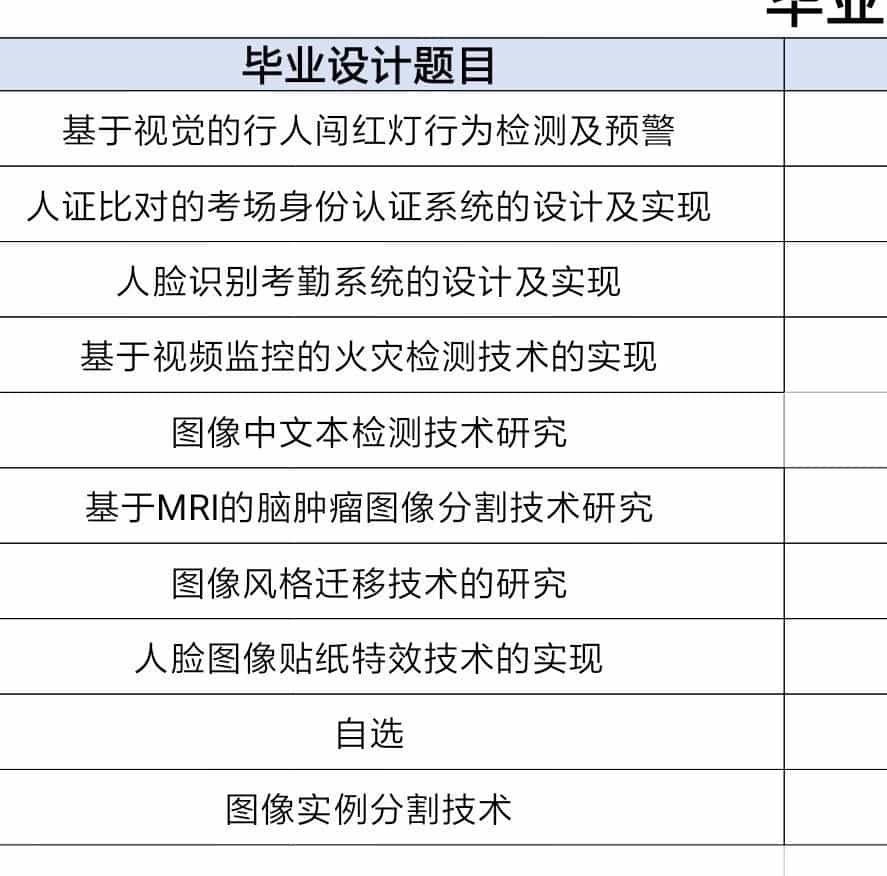 毕业
毕业设计题目
基于视觉的行人闯红灯行为检测及预警
人证比对的考场身份认证系统的设计及实现
人脸识别考勤系统的设计及实现
基于视频监控的火灾检测技术的实现
图像中文本检测技术研究
基于MRI的脑肿瘤图像分割技术研究
图像风格迁移技术的研究
人脸图像贴纸特效技术的实现
自选
图像实例分割技术